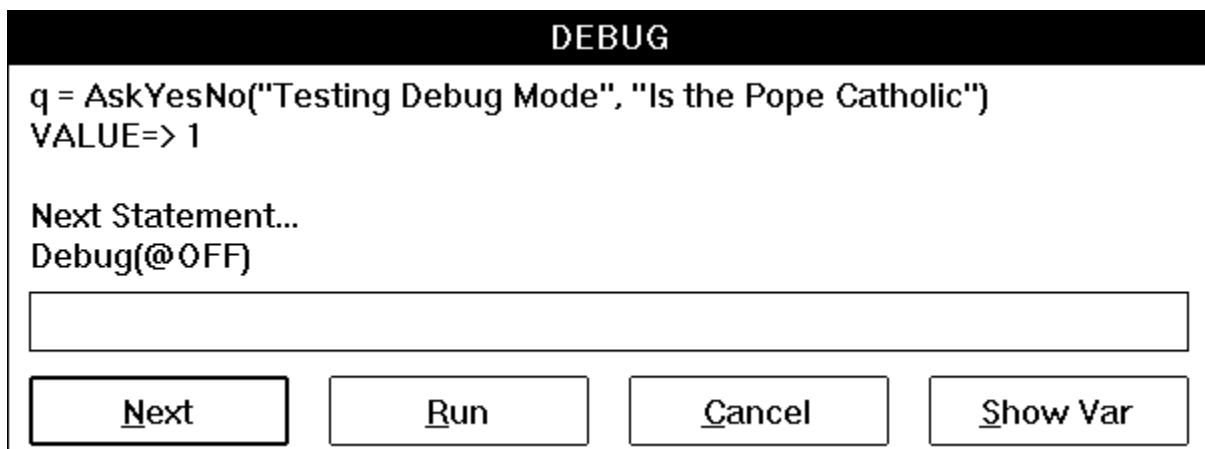 DEBUG
q = AskYesNo("Testing Debug Mode", "Is the Pope Catholic")
VALUE=> 1
Next Statement...
Debug(@OFF)
Next Run Cancel Show Var